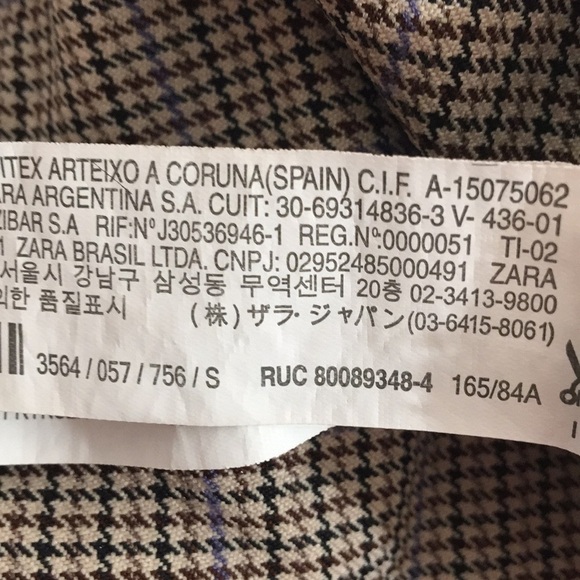 ITEX ARTEIXO A CORUNA(SPAIN) C.I.F. A-15075062
ARA ARGENTINA S.A. CUIT: 30-69314836-3 V- 436-01
ZIBAR S.A RIF:NºJ30536946-1 REG.Nº:0000051 TI-02
1 ZARA BRASIL LTDA. CNPJ: 02952485000491 ZARA
서울시 강남구 삼성동 무역센터 20층 02-3413-9800
의한 품질표시 (株) ザラ・ジャパン(03-6415-8061)
3564 / 057 / 756 / S RUC 80089348-4 165/84A